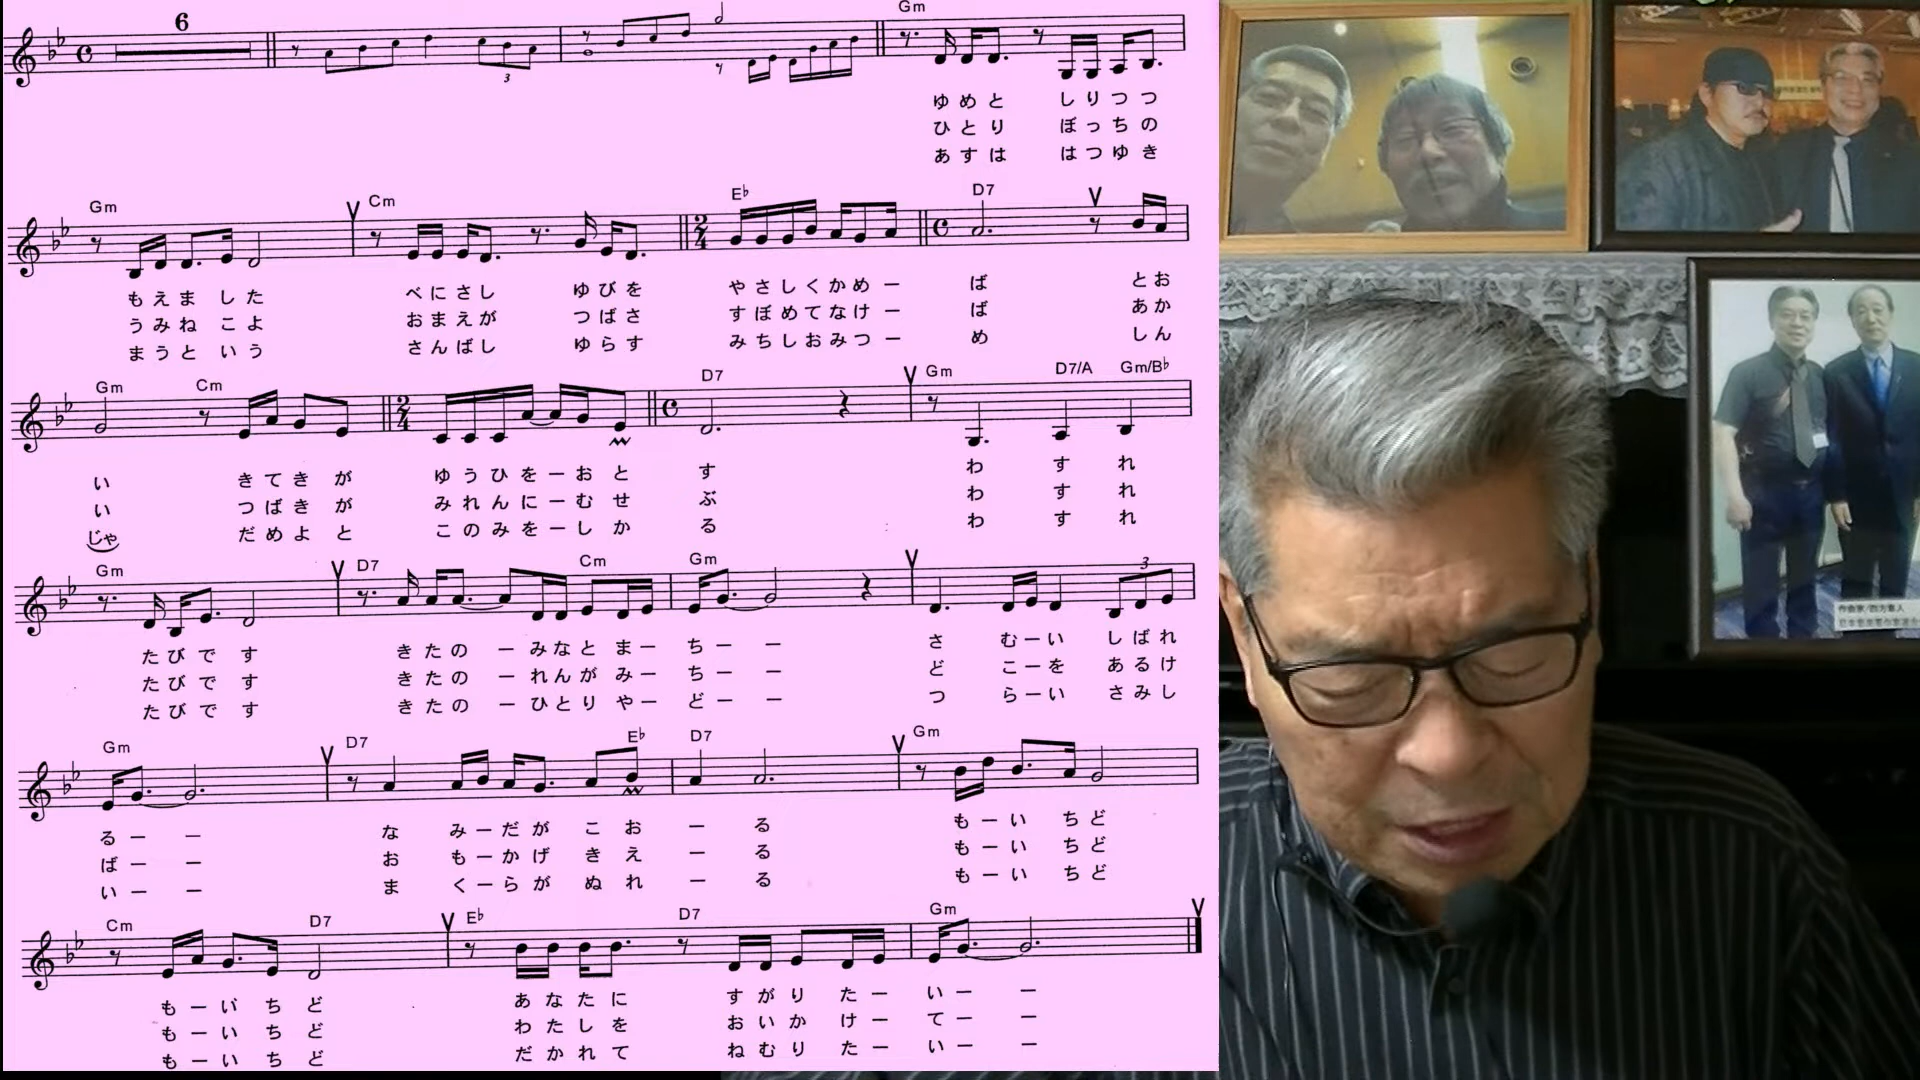 6 3 Gm
ゆめと しりつつ
ひとり ぼっちの
あすは はつゆき
Gm Cm E♭ D7
もえま した べにさし ゆびを やさしくかめー ば とお
うみね こよ おまえが つばさ すぼめてなけー ば あか
まうと いう さんばし ゆらす みちしおみつー め しん
Gm Cm D7 Gm D7/A Gm/B♭
い きてき が ゆうひをーおと す わ す れ
い つばき が みれんにーむせ ぶ わ す れ
じゃ だめよ と このみをーしか る わ す れ
Gm D7 Cm Gm 3
たびで す きたの ーみなと まー ちー ー さ むーい しばれ
たびで す きたの ーれんが みー ちー ー ど こーを あるけ
たびで す きたの ーひとり やー どー ー つ らーい さみし
Gm D7 E♭ D7 Gm
るー ー な みーだが こ お ー る もーい ちど
ばー ー お もーかげ き え ー る もーい ちど
いー ー ま くーらが ぬ れ ー る もーい ちど
Cm D7 E♭ D7 Gm
もーい ち ど あなたに すがり たー いー ー
もーい ち ど わたしを おいか けー てー ー
もーい ち ど だかれて ねむり たー いー ー
作曲家/四方章人